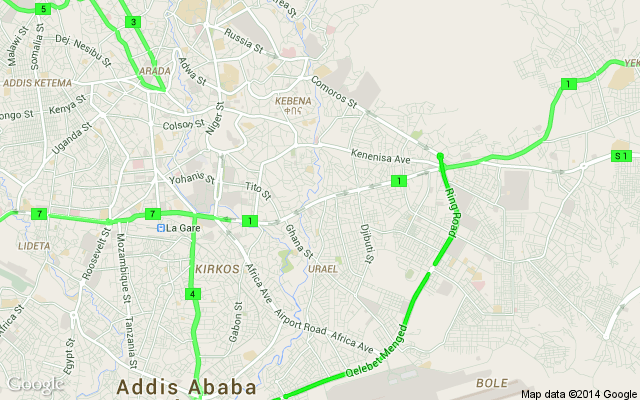 5
3
Russia St
Malawi St
Somalia St
Dej. Nesibu St
ARADA
Adwa St
ADDIS KETEMA
Comoros St
1
Kenya St
KEBENA
ቀበና
Niger St
Colson St
Uganda St
Kenenisa Ave
S 1
Yohanis St
Tito St
1
Ring Road
7
7
1
La Gare
LIDETA
Roosevelt St
Mozambique St
Ghana St
Djibuti St
KIRKOS
Africa Ave
URAEL
4
Africa St
Tanzania St
Gabon St
Airport Road
Africa Ave
Egypt St
Qelebet Menged
Google
Addis Ababa
BOLE
Map data ©2014 Google